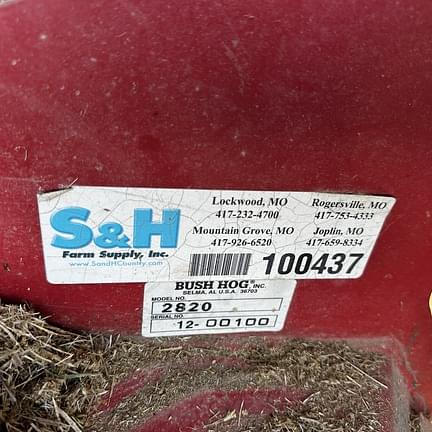 S&H
Farm Supply, Inc.
www.SandHCountry.com
Lockwood, MO Rogersville, MO
417-232-4700 417-753-4333
Mountain Grove, MO Joplin, MO
417-926-6520 417-659-8334
100437
BUSH HOG INC.
SELMA, AL U.S.A. 36703
MODEL NO.
2820
SERIAL NO.
12-00100